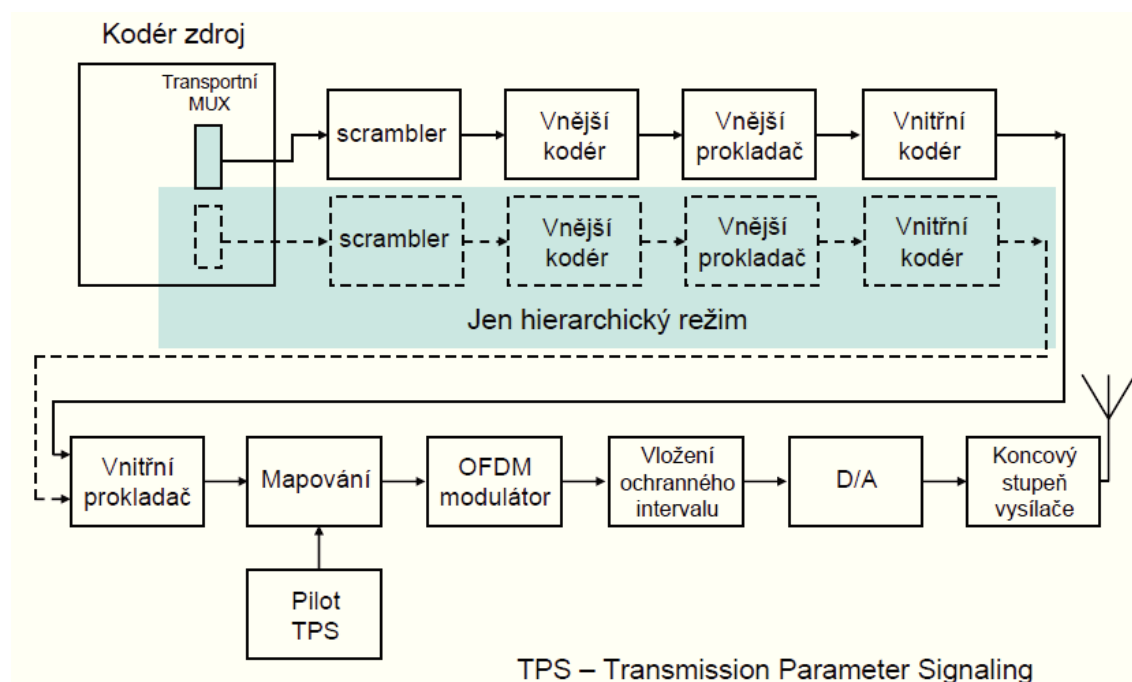 Kodér zdroj
Transportní
MUX
scrambler
Vnější
kodér
Vnější
prokladač
Vnitřní
kodér
scrambler
Vnější
kodér
Vnější
prokladač
Vnitřní
kodér
Jen hierarchický režim
Vnitřní
prokladač
Mapování
OFDM
modulátor
Vložení
ochranného
intervalu
D/A
Koncový
stupeň
vysílače
Pilot
TPS
TPS – Transmission Parameter Signaling